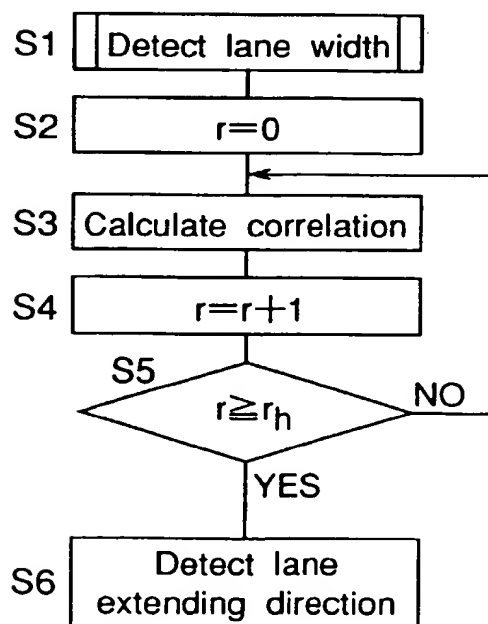 S1 Detect lane width
S2 r=0
S3 Calculate correlation
S4 r=r+1
S5
r≧r_h NO
YES
S6 Detect lane
extending direction